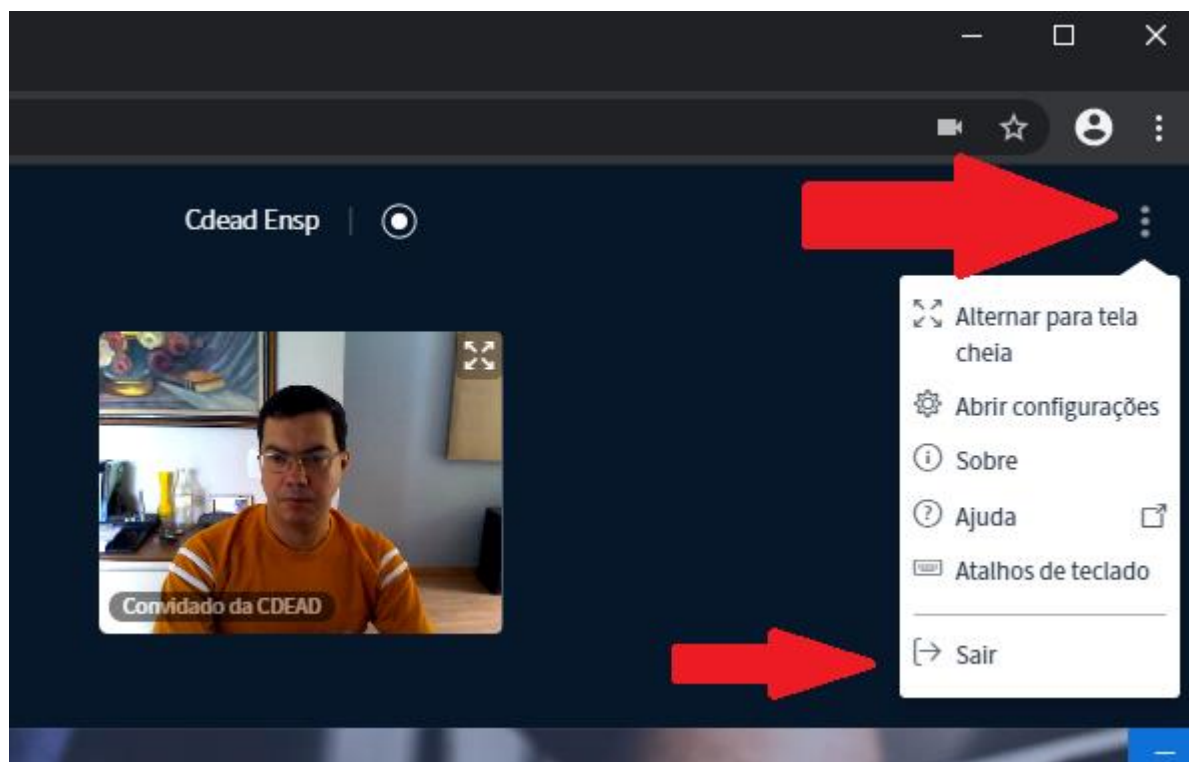 Cdead Ensp
Alternar para tela
cheia
Abrir configurações
Sobre
Ajuda
Atalhos de teclado
Sair
Convidado da CDEAD